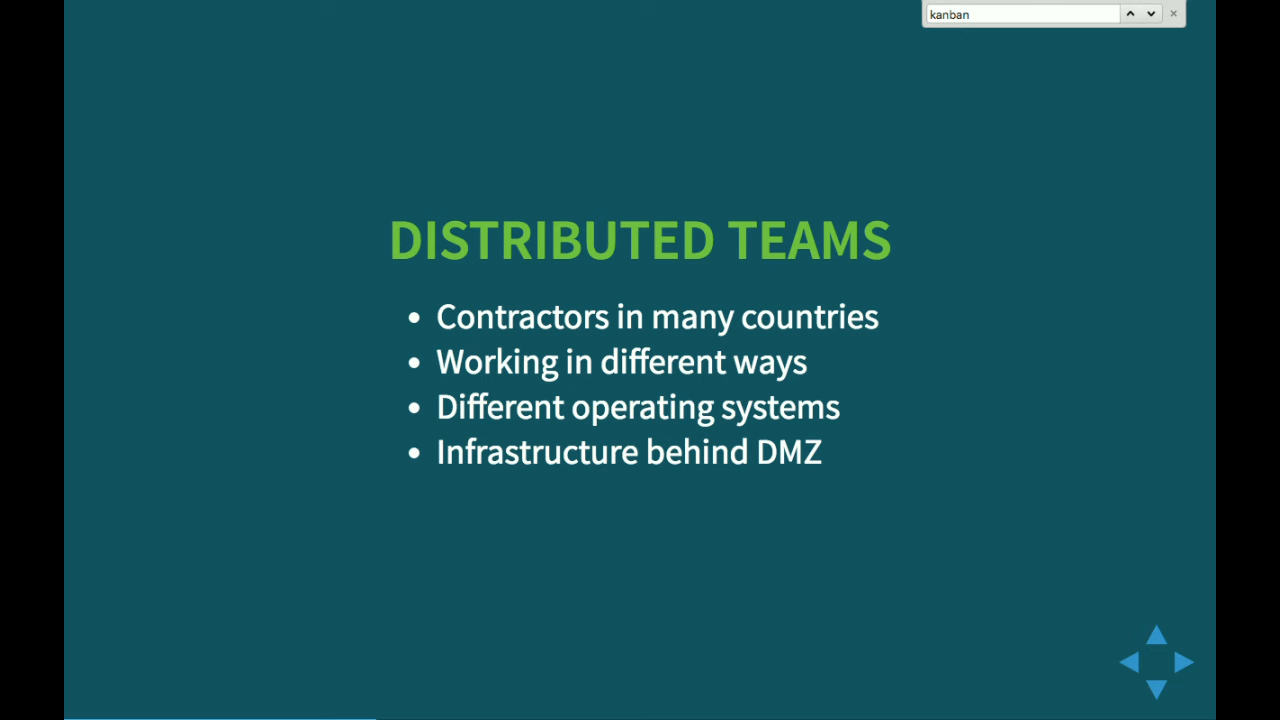 kanban
DISTRIBUTED TEAMS
Contractors in many countries
Working in different ways
Different operating systems
Infrastructure behind DMZ